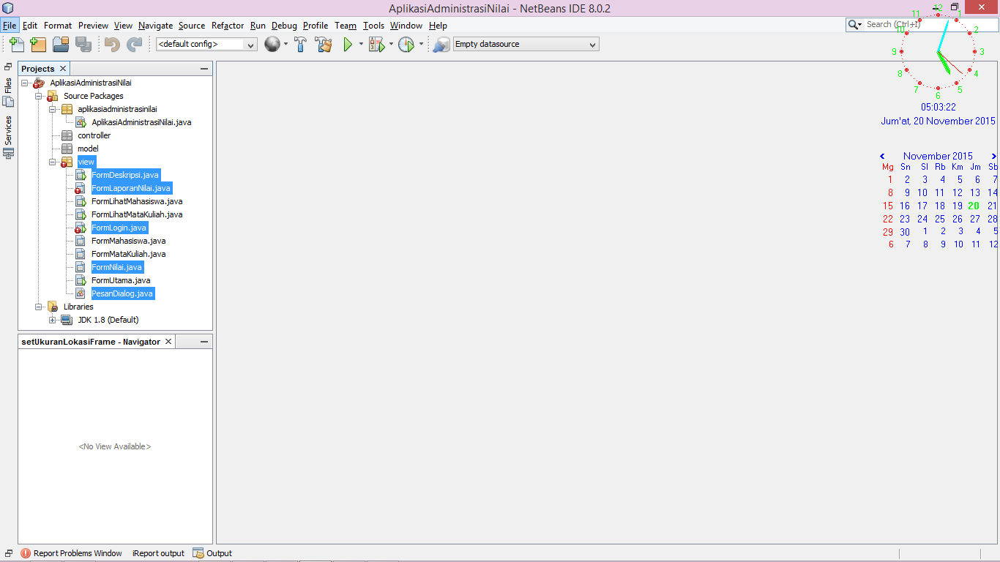 AplikasiAdministrasiNilai - NetBeans IDE 8.0.2
File Edit Format Preview View Navigate Source Refactor Run Debug Profile Team Tools Window Help
Search (Ctrl+I)
<default config>
Empty datasource
Projects
Files
Services
AplikasiAdministrasiNilai
Source Packages
aplikasiadministrasinilai
AplikasiAdministrasiNilai.java
controller
model
view
FormDeskripsi.java
FormLaporanNilai.java
FormLihatMahasiswa.java
FormLihatMataKuliah.java
FormLogin.java
FormMahasiswa.java
FormMataKuliah.java
FormNilai.java
FormUtama.java
PesanDialog.java
Libraries
JDK 1.8 (Default)
setUkuranLokasiFrame - Navigator
<No View Available>
12
1
2
3
4
5
6
7
8
9
10
11
05:03:22
Jum'at, 20 November 2015
November 2015
Mg Sn Sl Rb Km Jm Sb
1 2 3 4 5 6 7
8 9 10 11 12 13 14
15 16 17 18 19 20 21
22 23 24 25 26 27 28
29 30 1 2 3 4 5
6 7 8 9 10 11 12
Report Problems Window iReport output Output